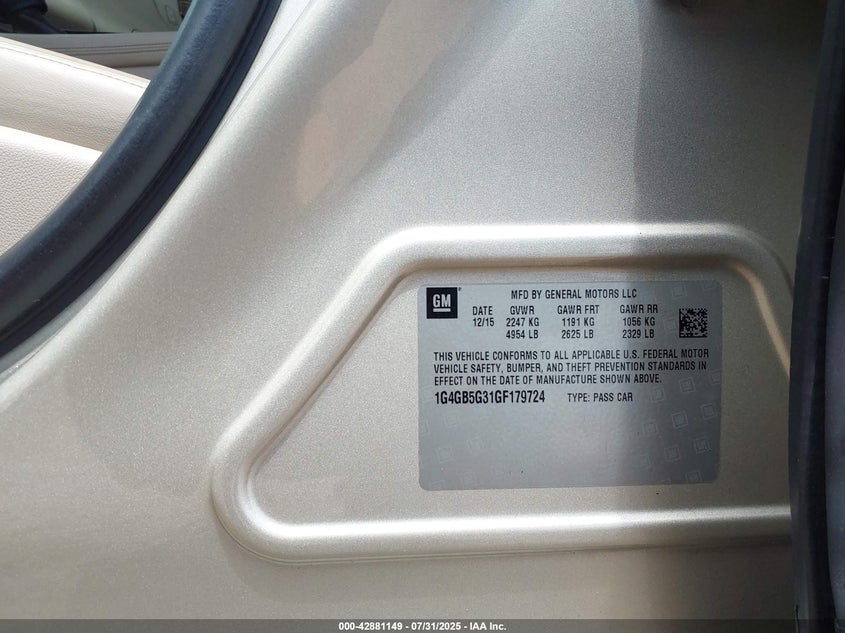 GM
MFD BY GENERAL MOTORS LLC
DATE GVWR GAWR FRT GAWR RR
12/15 2247 KG 1191 KG 1056 KG
4954 LB 2625 LB 2329 LB
THIS VEHICLE CONFORMS TO ALL APPLICABLE U.S. FEDERAL MOTOR
VEHICLE SAFETY, BUMPER, AND THEFT PREVENTION STANDARDS IN
EFFECT ON THE DATE OF MANUFACTURE SHOWN ABOVE.
1G4GB5G31GF179724 TYPE: PASS CAR
000-42881149 - 07/31/2025 - IAA Inc.